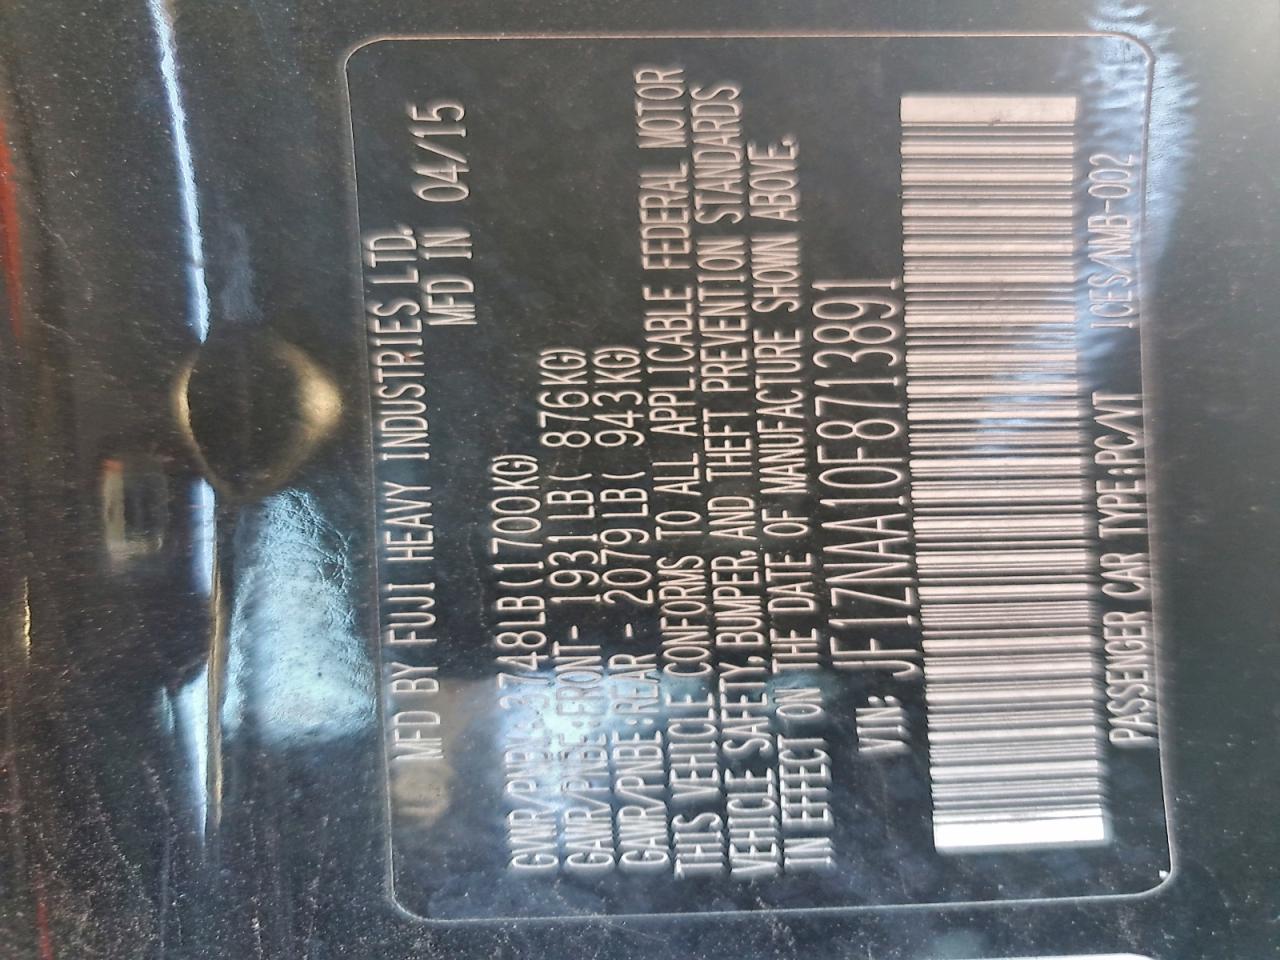 MFD BY FUJI HEAVY INDUSTRIES LTD.
MFD IN 04/15
GVWR/PNBV:3748LB(1700KG)
GAWR/PNBE:FRONT- 1931LB( 876KG)
GAWR/PNBE:REAR - 2079LB( 943KG)
THIS VEHICLE CONFORMS TO ALL APPLICABLE FEDERAL MOTOR
VEHICLE SAFETY, BUMPER, AND THEFT PREVENTION STANDARDS
IN EFFECT ON THE DATE OF MANUFACTURE SHOWN ABOVE.
VIN: JF1ZNAA10F8713891
PASSENGER CAR TYPE:PC/VT ICES/NMB-002